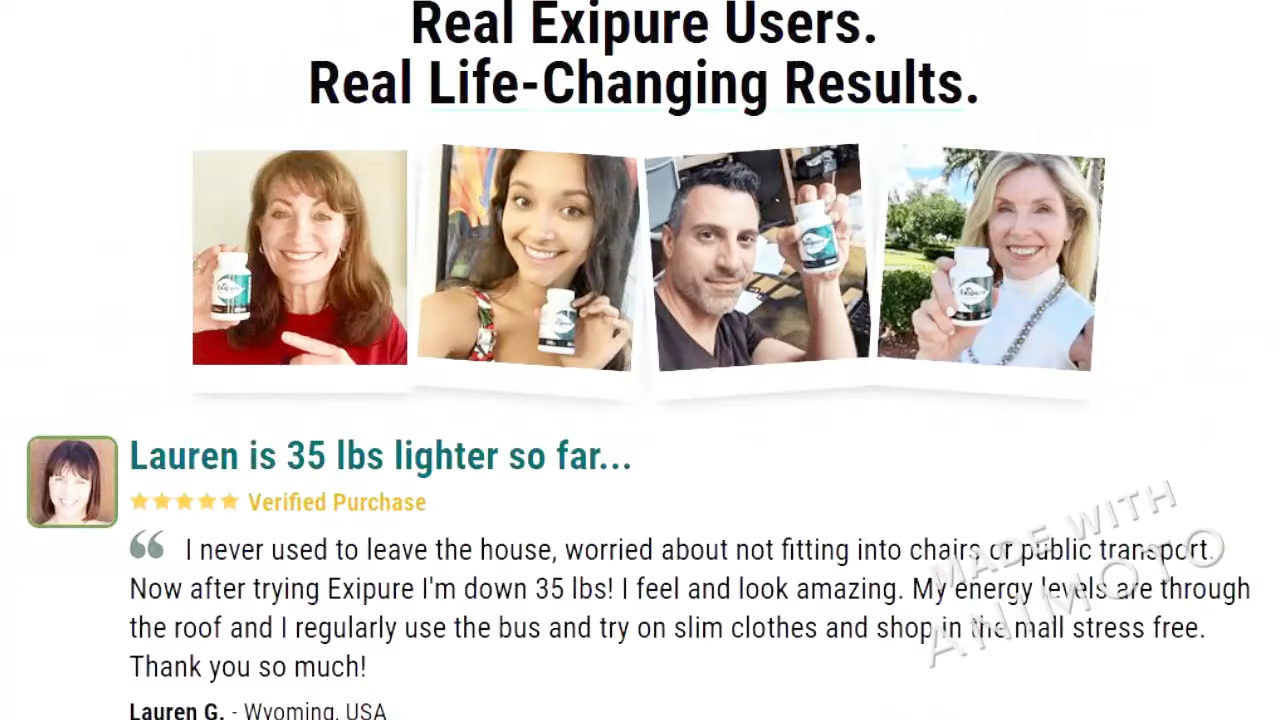 Real Exipure Users.
Real Life-Changing Results.
Exipure
Exipure
Exipure
Exipure
Lauren is 35 lbs lighter so far...
Verified Purchase
“ I never used to leave the house, worried about not fitting into chairs or public transport.
Now after trying Exipure I'm down 35 lbs! I feel and look amazing. My energy levels are through
the roof and I regularly use the bus and try on slim clothes and shop in the mall stress free.
Thank you so much!
Lauren G. - Wyoming, USA
MADE WITH
ANIMOTO